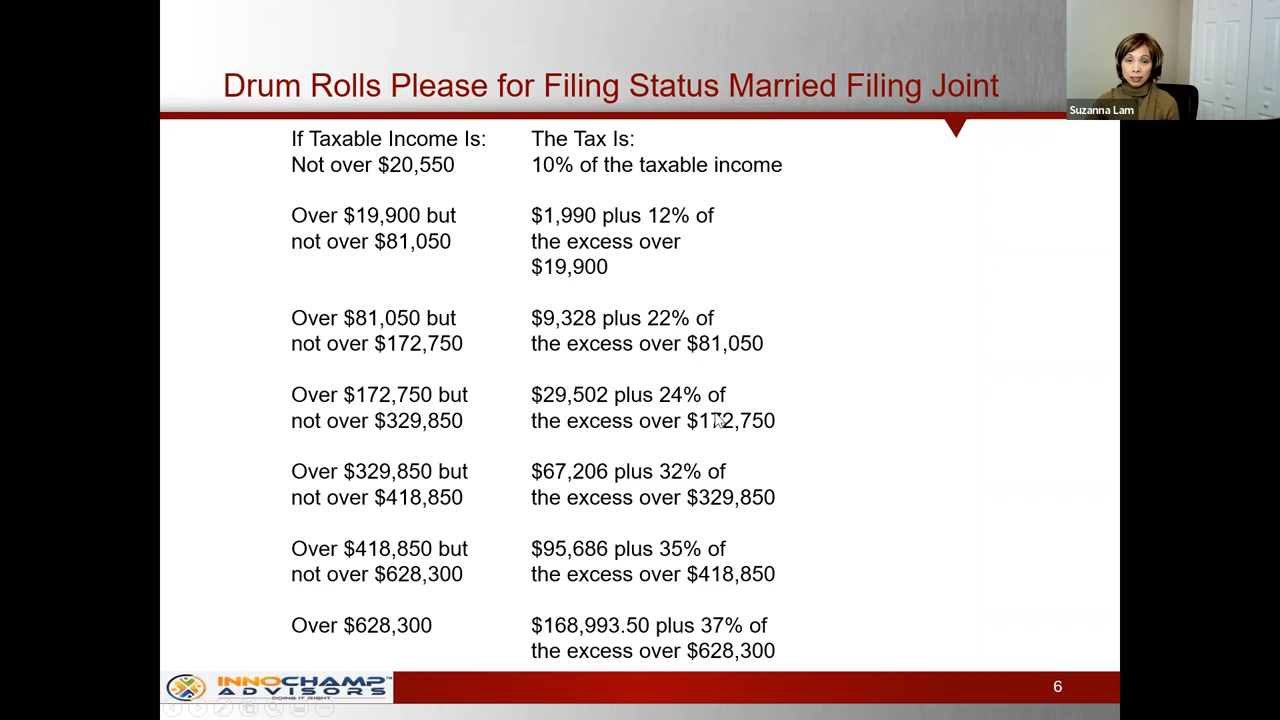 Drum Rolls Please for Filing Status Married Filing Joint
Suzanna Lam
If Taxable Income Is: The Tax Is:
Not over $20,550 10% of the taxable income
Over $19,900 but $1,990 plus 12% of
not over $81,050 the excess over
$19,900
Over $81,050 but $9,328 plus 22% of
not over $172,750 the excess over $81,050
Over $172,750 but $29,502 plus 24% of
not over $329,850 the excess over $172,750
Over $329,850 but $67,206 plus 32% of
not over $418,850 the excess over $329,850
Over $418,850 but $95,686 plus 35% of
not over $628,300 the excess over $418,850
Over $628,300 $168,993.50 plus 37% of
the excess over $628,300
INNOCHAMP
ADVISORS
DOING IT RIGHT
6